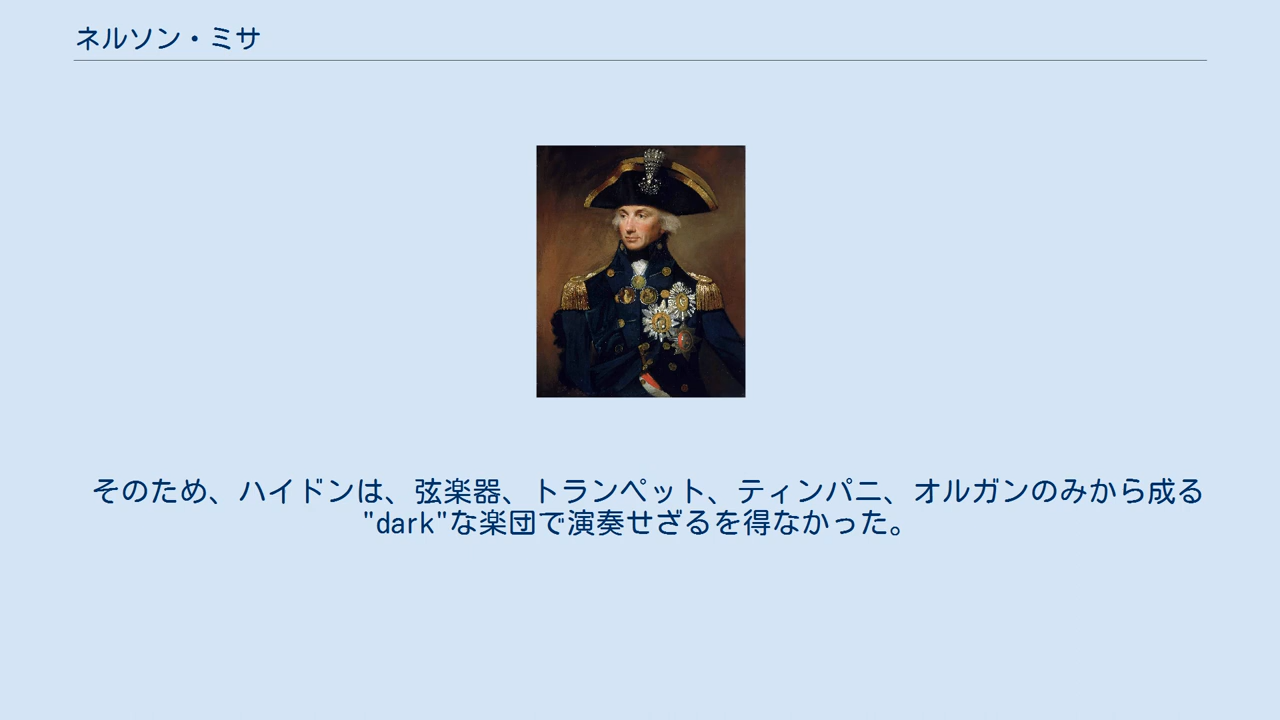 ネルソン・ミサ
そのため、ハイドンは、弦楽器、トランペット、ティンパニ、オルガンのみから成る
"dark"な楽団で演奏せざるを得なかった。